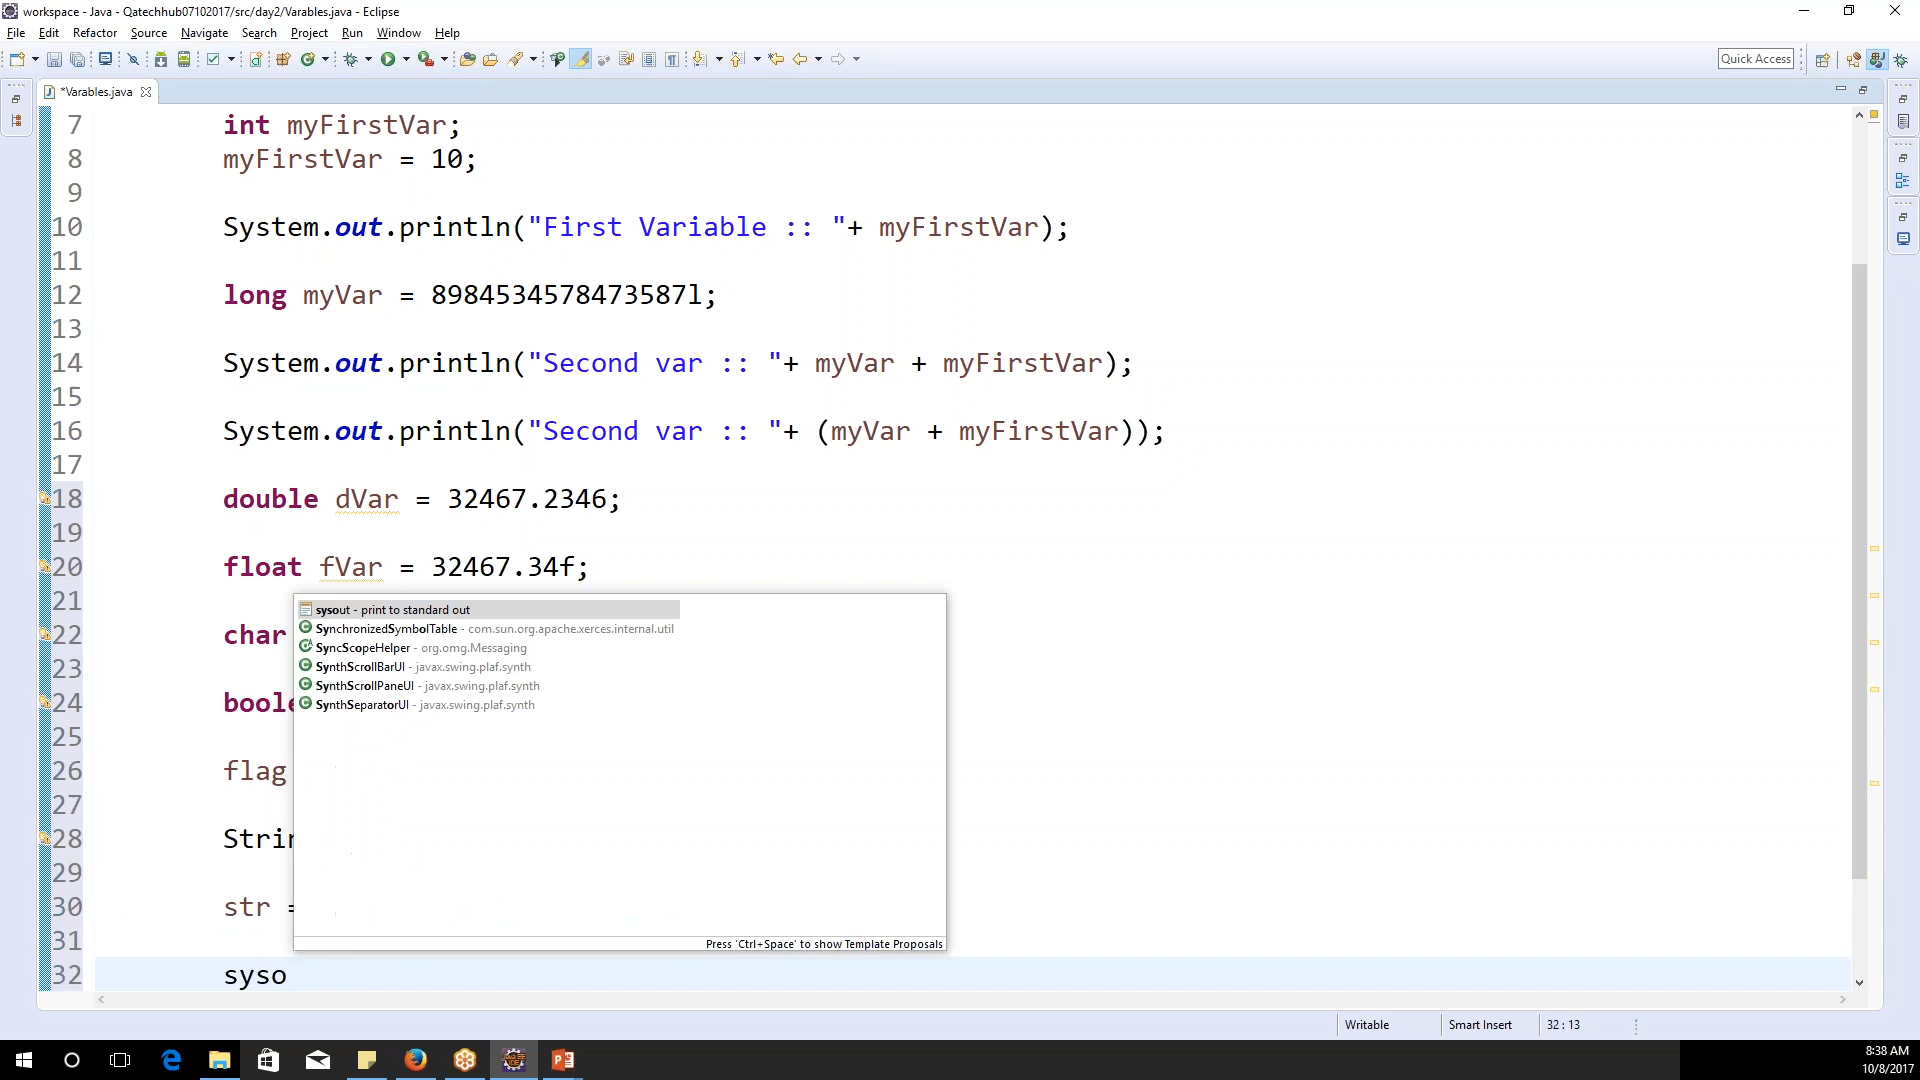 workspace - Java - Qatechhub07102017/src/day2/Varables.java - Eclipse
File Edit Refactor Source Navigate Search Project Run Window Help
Quick Access
*Varables.java
7 int myFirstVar;
8 myFirstVar = 10;
9
10 System.out.println("First Variable :: "+ myFirstVar);
11
12 long myVar = 89845345784735871;
13
14 System.out.println("Second var :: "+ myVar + myFirstVar);
15
16 System.out.println("Second var :: "+ (myVar + myFirstVar));
17
18 double dVar = 32467.2346;
19
20 float fVar = 32467.34f;
21
sysout - print to standard out
SynchronizedSymbolTable - com.sun.org.apache.xerces.internal.util
22 char
SyncScopeHelper - org.omg.Messaging
23
SynthScrollBarUI - javax.swing.plaf.synth
SynthScrollPaneUI - javax.swing.plaf.synth
24 boole
SynthSeparatorUI - javax.swing.plaf.synth
25
26 flag
27
28 Strin
29
30 str =
31
Press 'Ctrl+Space' to show Template Proposals
32 syso
Writable Smart Insert 32 : 13
8:38 AM
10/8/2017